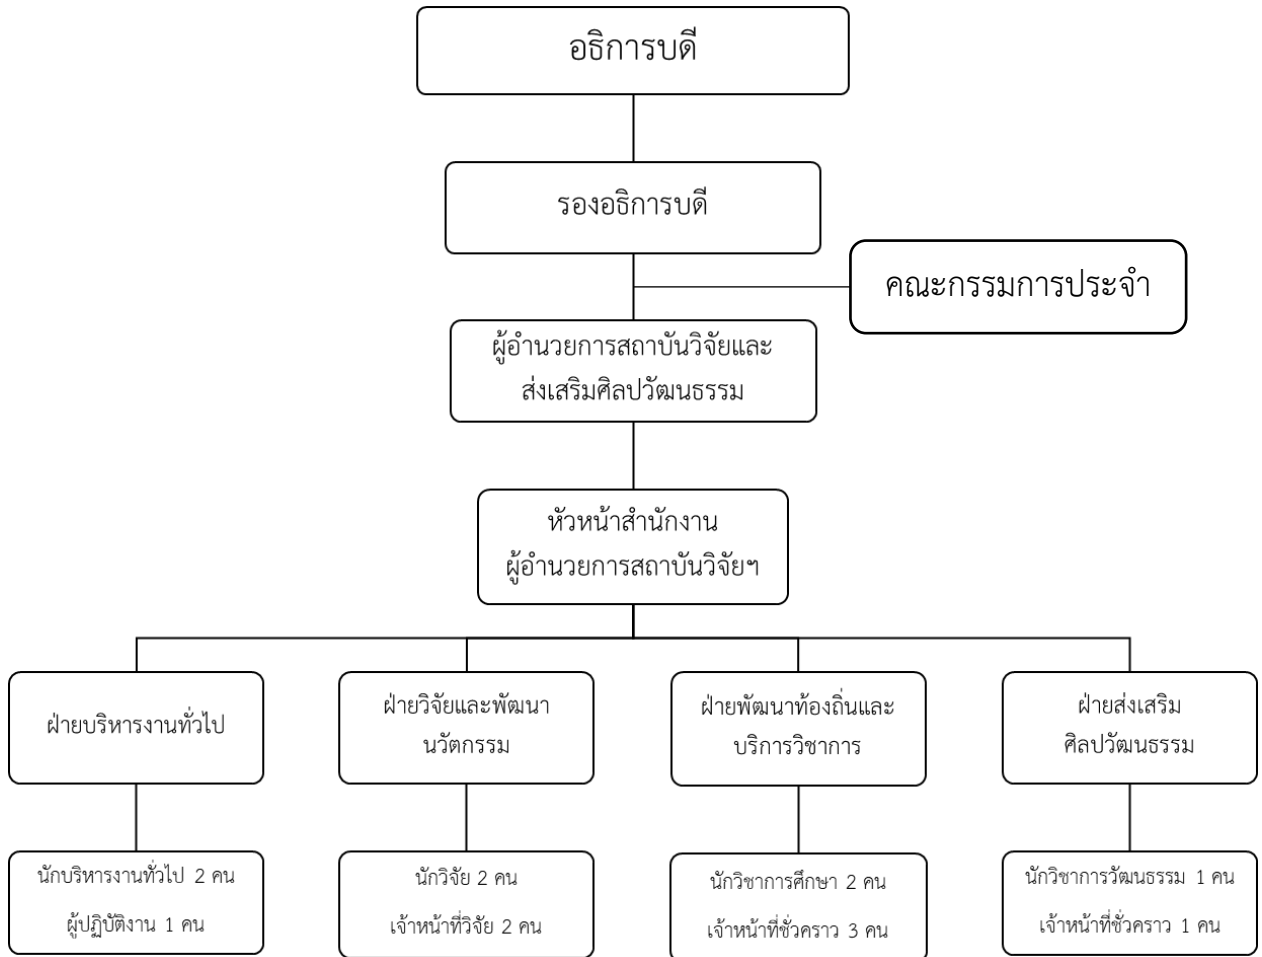 อธิการบดี
รองอธิการบดี
คณะกรรมการประจำ
ผู้อำนวยการสถาบันวิจัยและ
ส่งเสริมศิลปวัฒนธรรม
หัวหน้าสำนักงาน
ผู้อำนวยการสถาบันวิจัยฯ
ฝ่ายบริหารงานทั่วไป
ฝ่ายวิจัยและพัฒนา
นวัตกรรม
ฝ่ายพัฒนาท้องถิ่นและ
บริการวิชาการ
ฝ่ายส่งเสริม
ศิลปวัฒนธรรม
นักบริหารงานทั่วไป 2 คน
ผู้ปฏิบัติงาน 1 คน
นักวิจัย 2 คน
เจ้าหน้าที่วิจัย 2 คน
นักวิชาการศึกษา 2 คน
เจ้าหน้าที่ชั่วคราว 3 คน
นักวิชาการวัฒนธรรม 1 คน
เจ้าหน้าที่ชั่วคราว 1 คน